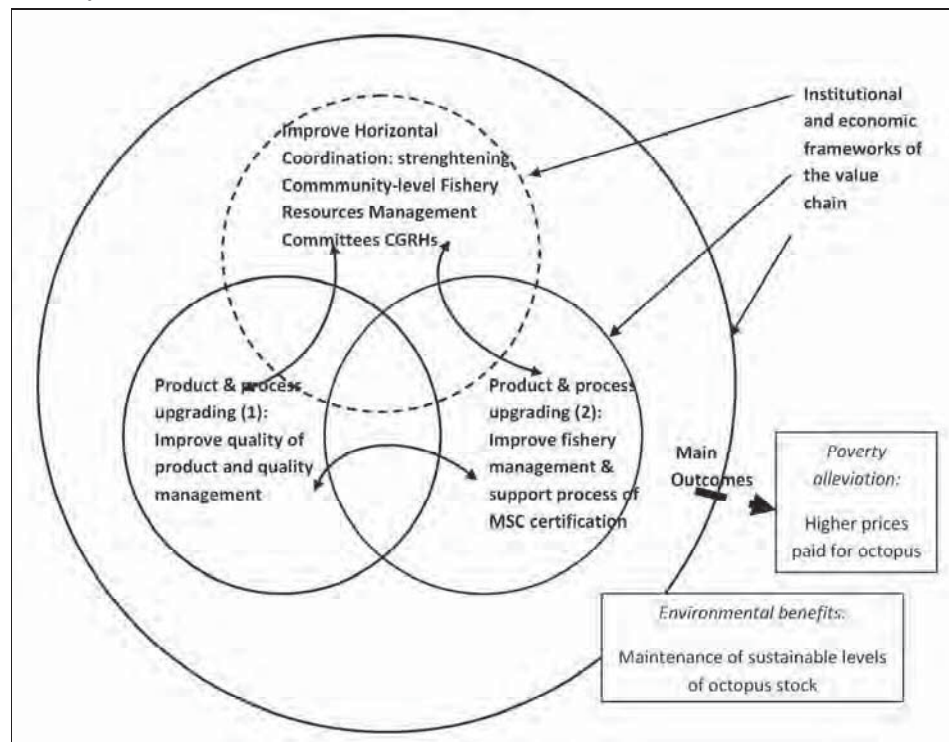 Institutional
and economic
frameworks of
the value
chain
Improve Horizontal
Coordination: strenghtening
Commmunity-level Fishery
Resources Management
Committees CGRHs
Product & process
upgrading (1):
Improve quality of
product and quality
management
Product & process
upgrading (2):
Improve fishery
management &
support process of
MSC certification
Main
Outcomes
Poverty
alleviation:
Higher prices
paid for octopus
Environmental benefits:
Maintenance of sustainable levels
of octopus stock